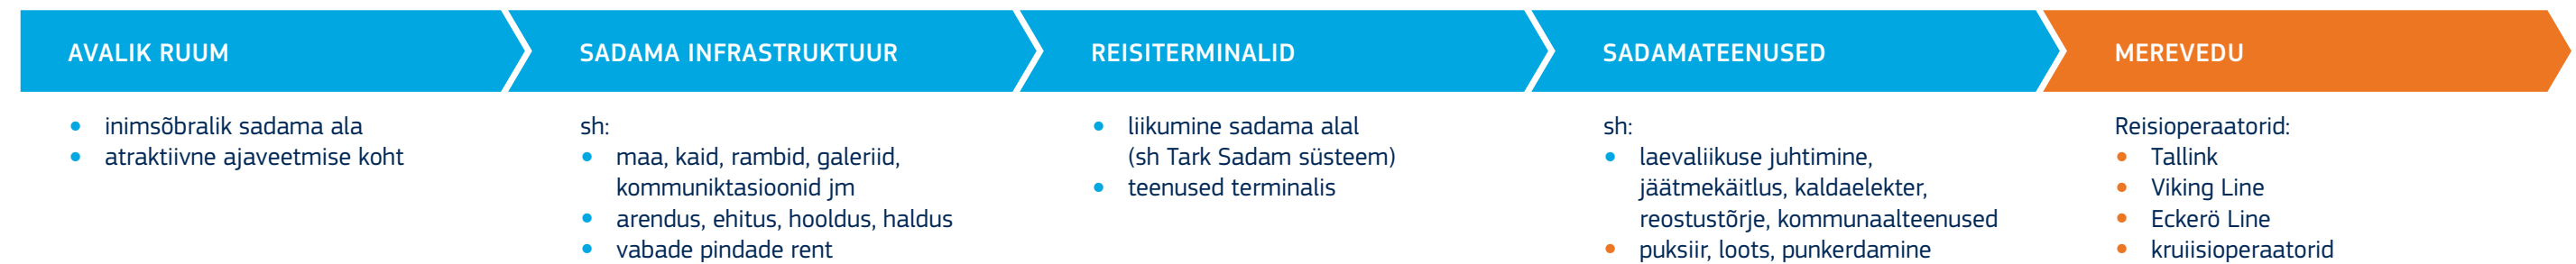 AVALIK RUUM
inimsõbralik sadama ala
atraktiivne ajaveetmise koht
SADAMA INFRASTRUKTUUR
sh:
maa, kaid, rambid, galeriid,
kommuniktasioonid jm
arendus, ehitus, hooldus, haldus
vabade pindade rent
REISITERMINALID
liikumine sadama alal
(sh Tark Sadam süsteem)
teenused terminalis
SADAMATEENUSED
sh:
laevaliikuse juhtimine,
jäätmekäitlus, kaldaelekter,
reostustõrje, kommunaalteenused
puksiir, loots, punkerdamine
MEREVEDU
Reisioperaatorid:
Tallink
Viking Line
Eckerö Line
kruiisioperaatorid